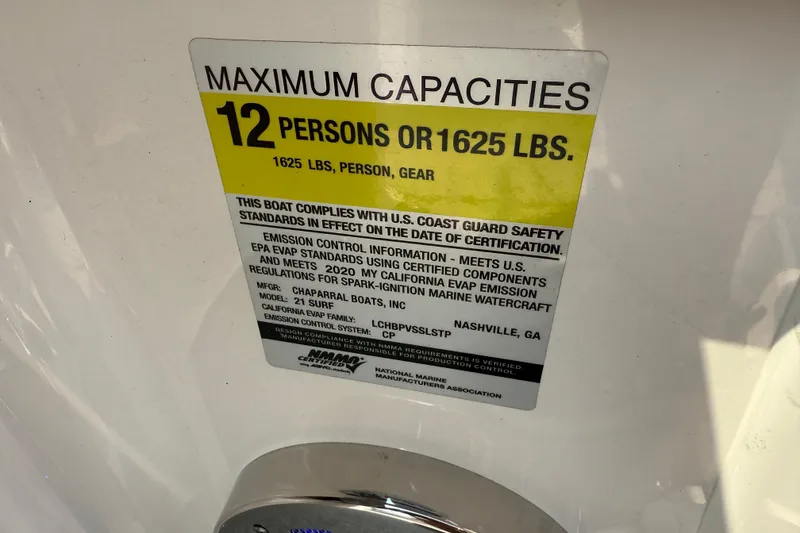 MAXIMUM CAPACITIES
12 PERSONS OR 1625 LBS.
1625 LBS, PERSON, GEAR
THIS BOAT COMPLIES WITH U.S. COAST GUARD SAFETY
STANDARDS IN EFFECT ON THE DATE OF CERTIFICATION.
EMISSION CONTROL INFORMATION - MEETS U.S.
EPA EVAP STANDARDS USING CERTIFIED COMPONENTS
AND MEETS 2020 MY CALIFORNIA EVAP EMISSION
REGULATIONS FOR SPARK-IGNITION MARINE WATERCRAFT
MFGR: CHAPARRAL BOATS, INC NASHVILLE, GA
MODEL: 21 SURF
CALIFORNIA EVAP FAMILY: LCHBPVSSLSTP
EMISSION CONTROL SYSTEM: CP
DESIGN COMPLIANCE WITH NMMA REQUIREMENTS IS VERIFIED.
MANUFACTURER RESPONSIBLE FOR PRODUCTION CONTROL.
NMMA
CERTIFIED
NATIONAL MARINE
MANUFACTURERS ASSOCIATION